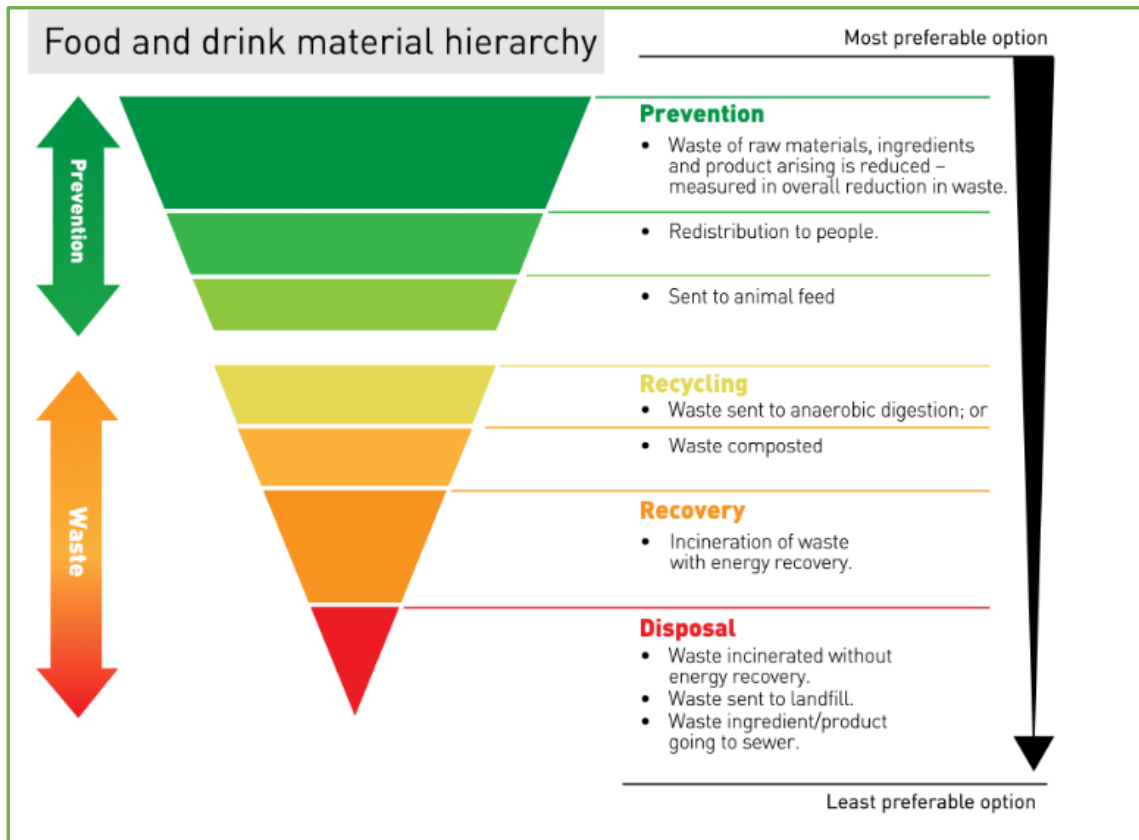 Food and drink material hierarchy
Most preferable option
Prevention
Prevention
• Waste of raw materials, ingredients
and product arising is reduced –
measured in overall reduction in waste.
• Redistribution to people.
• Sent to animal feed
Waste
Recycling
• Waste sent to anaerobic digestion; or
• Waste composted
Recovery
• Incineration of waste
with energy recovery.
Disposal
• Waste incinerated without
energy recovery.
• Waste sent to landfill.
• Waste ingredient/product
going to sewer.
Least preferable option